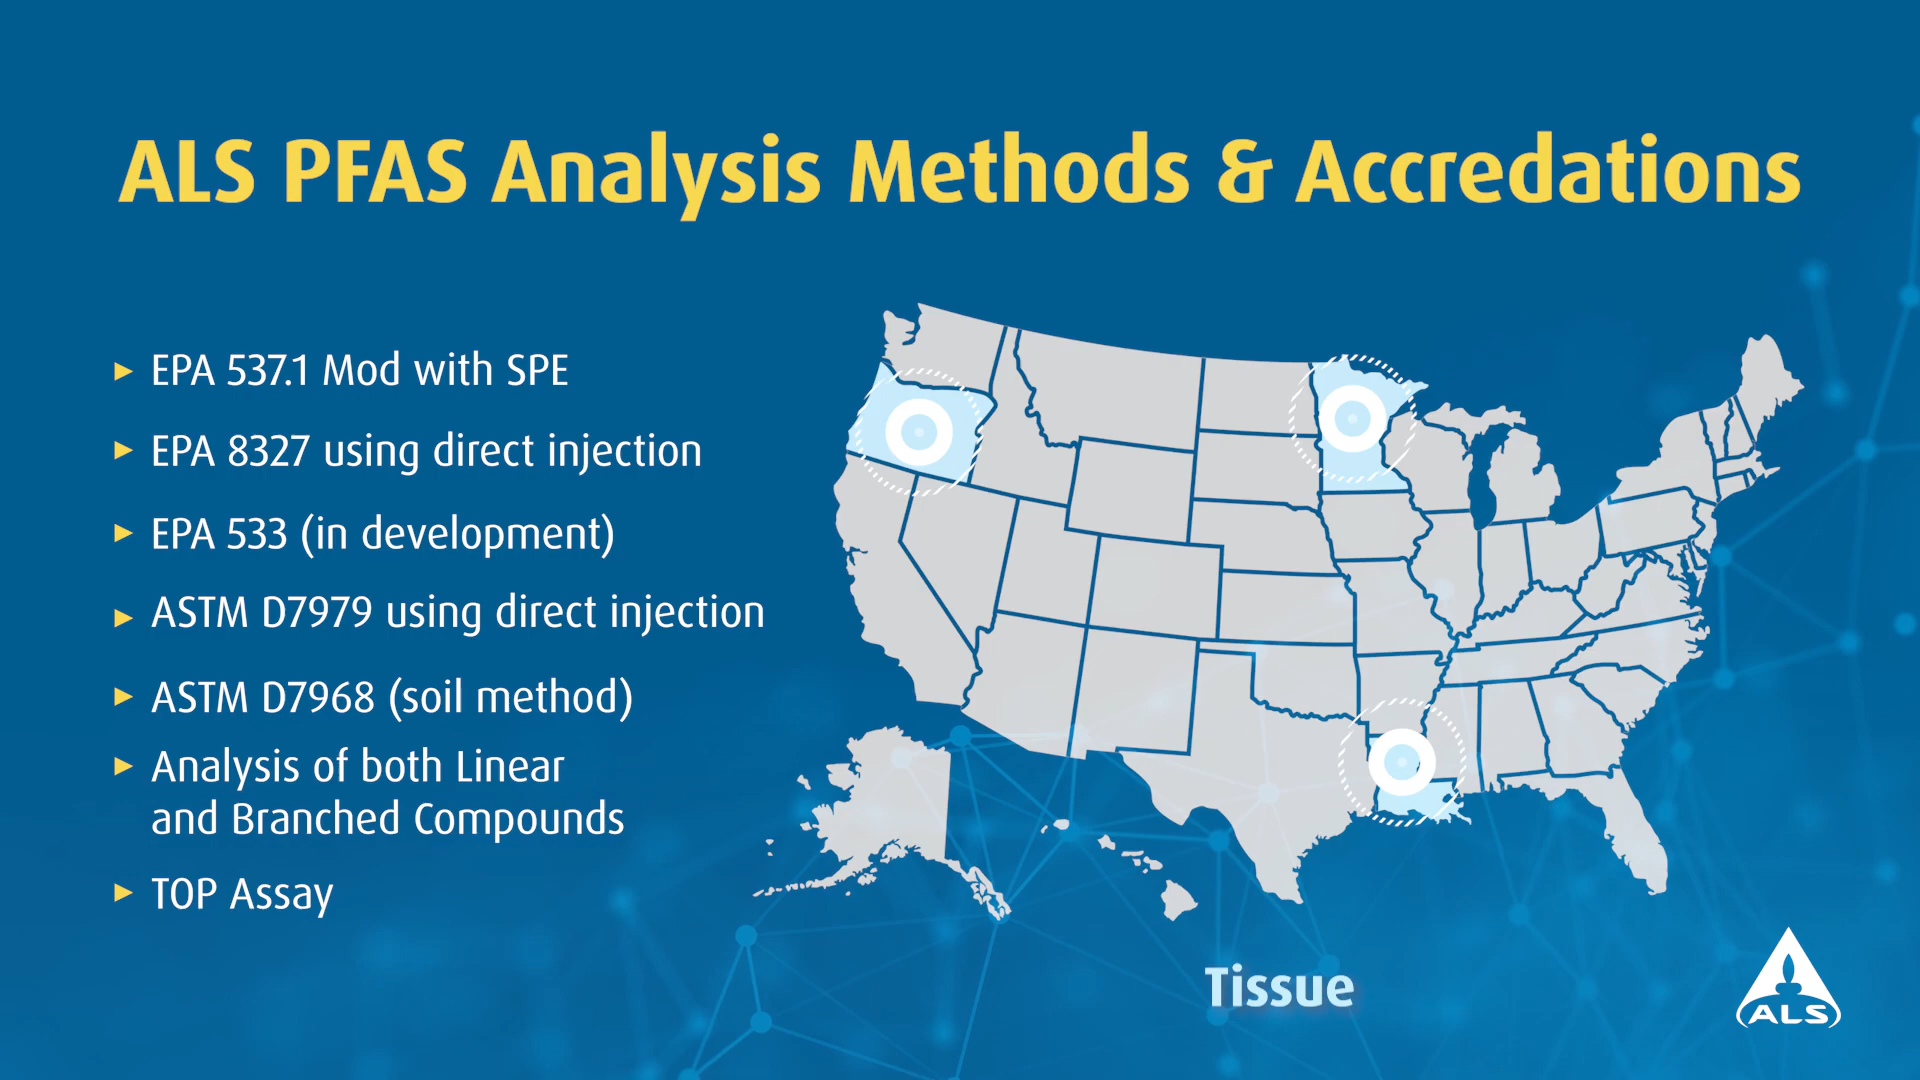 ALS PFAS Analysis Methods & Accredations
EPA 537.1 Mod with SPE
EPA 8327 using direct injection
EPA 533 (in development)
ASTM D7979 using direct injection
ASTM D7968 (soil method)
Analysis of both Linear
and Branched Compounds
TOP Assay
Tissue
ALS